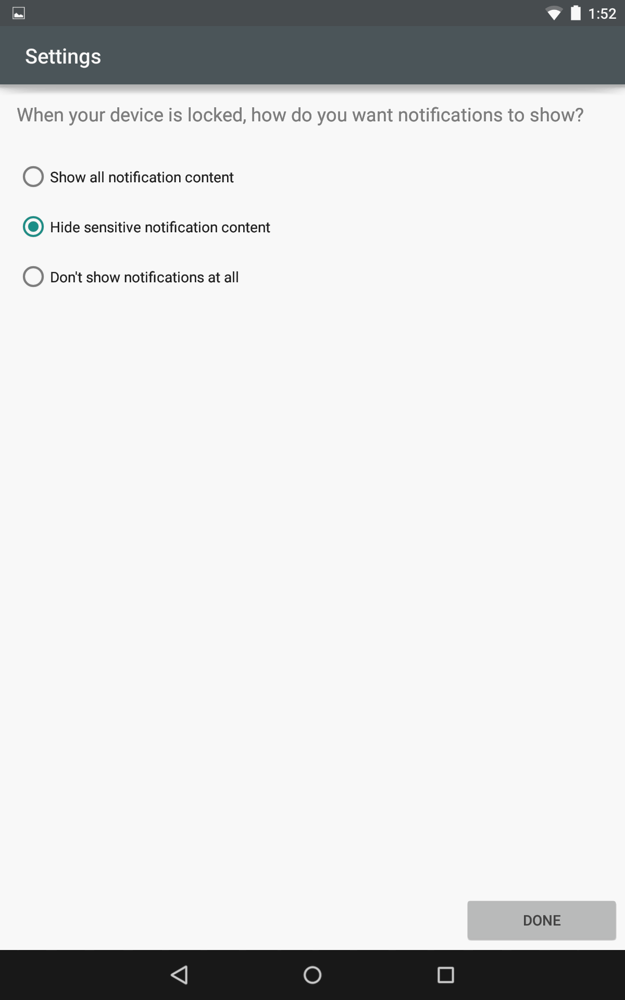 1:52
Settings
When your device is locked, how do you want notifications to show?
Show all notification content
Hide sensitive notification content
Don't show notifications at all
DONE